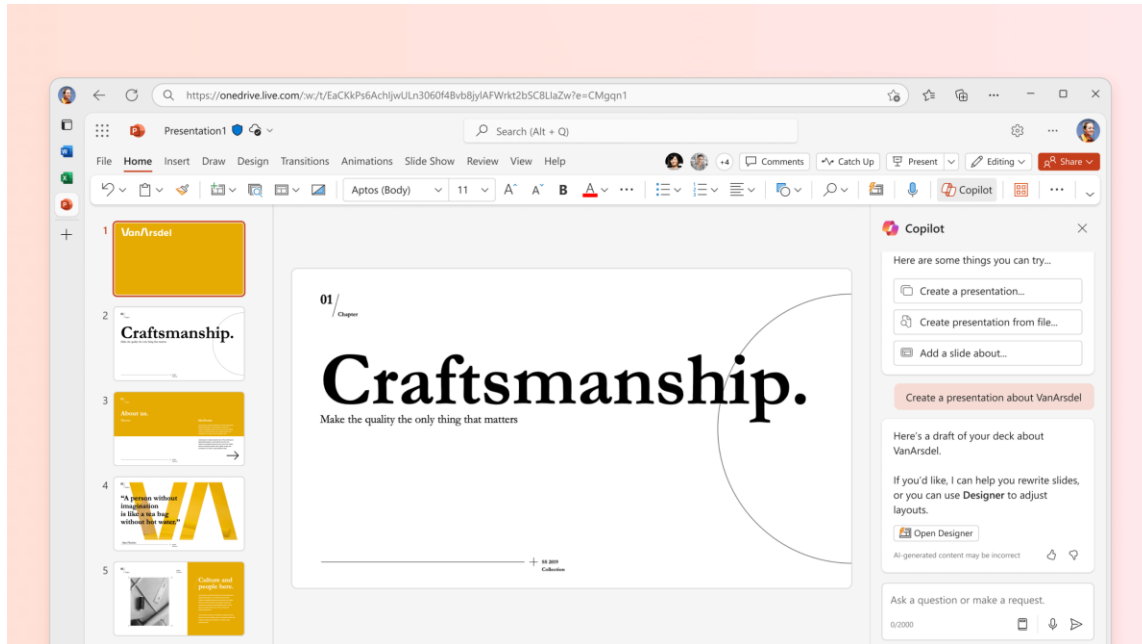 https://onedrive.live.com/:w:/t/EaCKkPs6AchIjwULn3060f4Bvb8jylAFWrkt2bSC8LIaZw?e=CMgqn1
Presentation1
Search (Alt + Q)
File Home Insert Draw Design Transitions Animations Slide Show Review View Help
+4 Comments Catch Up Present Editing Share
Aptos (Body) 11 A A B A Copilot
1
VanArsdel
2
Craftsmanship.
3
About us.
4
“A person without
imagination
is like a tea bag
without hot water.”
5
Culture and
people here.
01/
Chapter
Craftsmanship.
Make the quality the only thing that matters
SS 2019
Collection
Copilot
Here are some things you can try...
Create a presentation...
Create presentation from file...
Add a slide about...
Create a presentation about VanArsdel
Here's a draft of your deck about
VanArsdel.
If you'd like, I can help you rewrite slides,
or you can use Designer to adjust
layouts.
Open Designer
AI-generated content may be incorrect
Ask a question or make a request.
0/2000